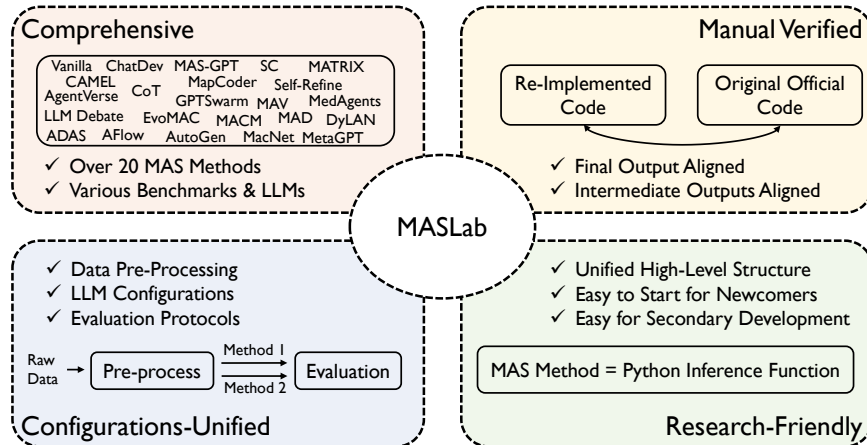 Comprehensive
Vanilla ChatDev MAS-GPT SC MATRIX
CAMEL CoT MapCoder Self-Refine
AgentVerse GPTSwarm MAV MedAgents
LLM Debate EvoMAC MACM MAD DyLAN
ADAS AFlow AutoGen MacNet MetaGPT
✓ Over 20 MAS Methods
✓ Various Benchmarks & LLMs
Manual Verified
Re-Implemented
Code
Original Official
Code
✓ Final Output Aligned
✓ Intermediate Outputs Aligned
MASLab
✓ Data Pre-Processing
✓ LLM Configurations
✓ Evaluation Protocols
Raw
Data
Pre-process
Method 1
Method 2
Evaluation
Configurations-Unified
✓ Unified High-Level Structure
✓ Easy to Start for Newcomers
✓ Easy for Secondary Development
MAS Method = Python Inference Function
Research-Friendly